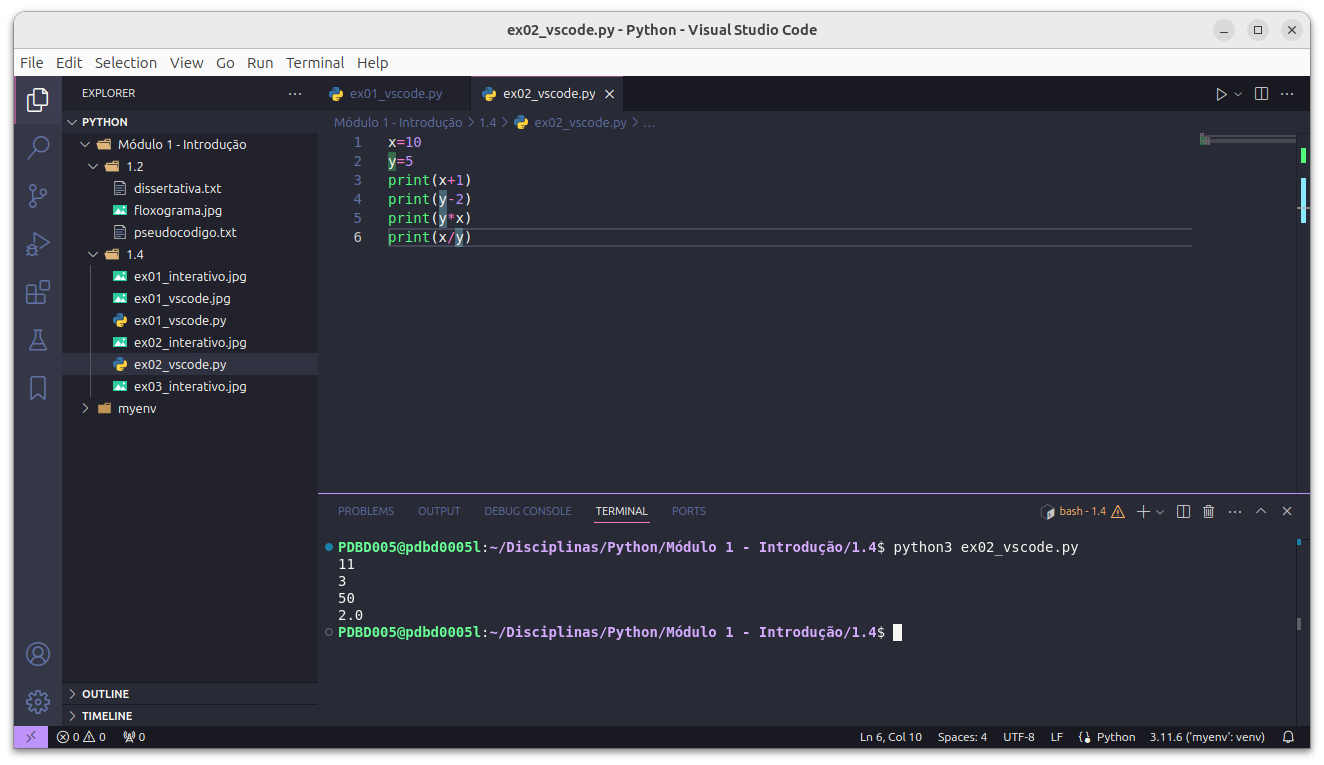 ex02_vscode.py - Python - Visual Studio Code
File Edit Selection View Go Run Terminal Help
EXPLORER
PYTHON
Módulo 1 - Introdução
1.2
dissertativa.txt
floxograma.jpg
pseudocodigo.txt
1.4
ex01_interativo.jpg
ex01_vscode.jpg
ex01_vscode.py
ex02_interativo.jpg
ex02_vscode.py
ex03_interativo.jpg
myenv
OUTLINE
TIMELINE
ex01_vscode.py ex02_vscode.py
Módulo 1 - Introdução > 1.4 > ex02_vscode.py > ...
1 x=10
2 y=5
3 print(x+1)
4 print(y-2)
5 print(y*x)
6 print(x/y)
PROBLEMS OUTPUT DEBUG CONSOLE TERMINAL PORTS bash - 1.4
PDBD005@pdbd0005l:~/Disciplinas/Python/Módulo 1 - Introdução/1.4$ python3 ex02_vscode.py
11
3
50
2.0
PDBD005@pdbd0005l:~/Disciplinas/Python/Módulo 1 - Introdução/1.4$
0 0 0 Ln 6, Col 10 Spaces: 4 UTF-8 LF Python 3.11.6 ('myenv': venv)